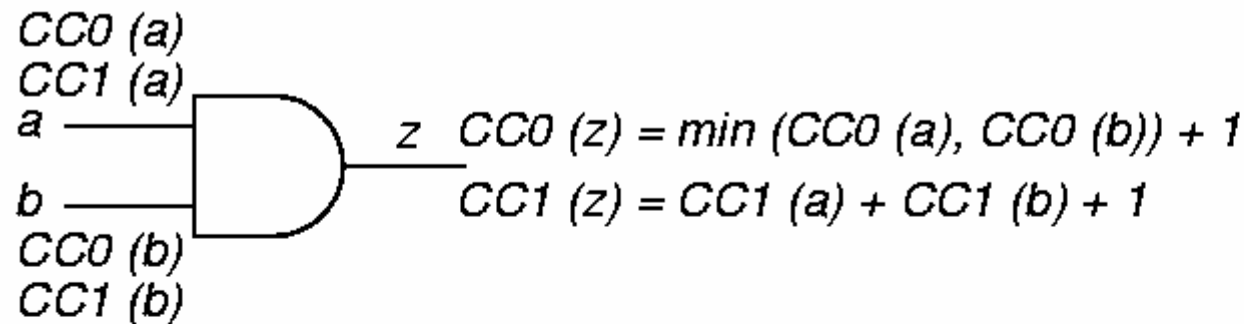 CC0 (a)
CC1 (a)
a
z CC0 (z) = min (CC0 (a), CC0 (b)) + 1
b
CC1 (z) = CC1 (a) + CC1 (b) + 1
CC0 (b)
CC1 (b)